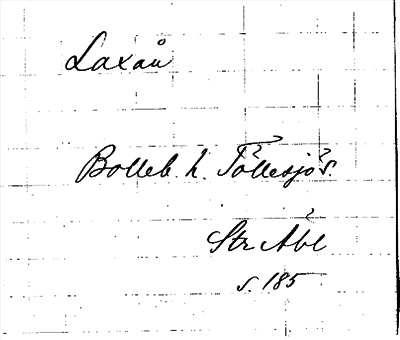 Laxån
Bolleb. h. Töllesjö s.
Str Abl
s. 185